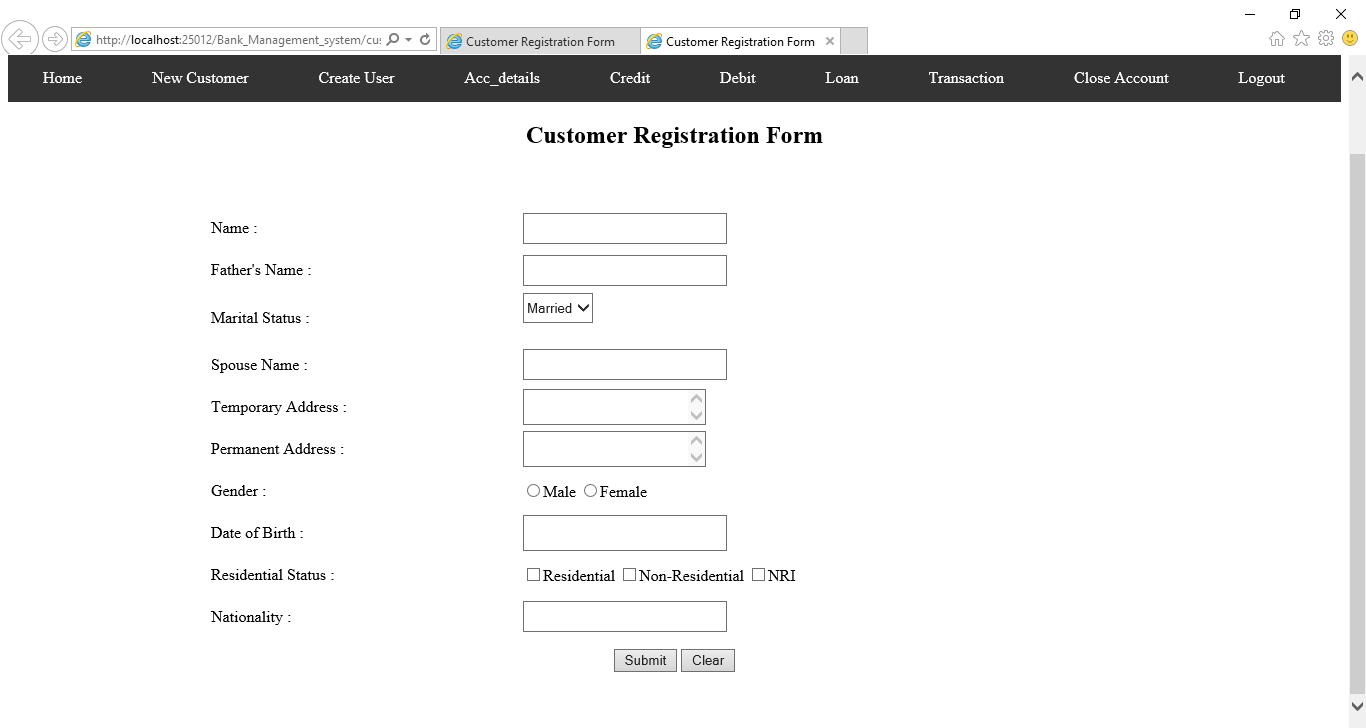 http://localhost:25012/Bank_Management_system/cus
Customer Registration Form
Customer Registration Form
Home New Customer Create User Acc_details Credit Debit Loan Transaction Close Account Logout
Customer Registration Form
Name :
Father's Name :
Marital Status : Married
Spouse Name :
Temporary Address :
Permanent Address :
Gender : Male Female
Date of Birth :
Residential Status : Residential Non-Residential NRI
Nationality :
Submit Clear